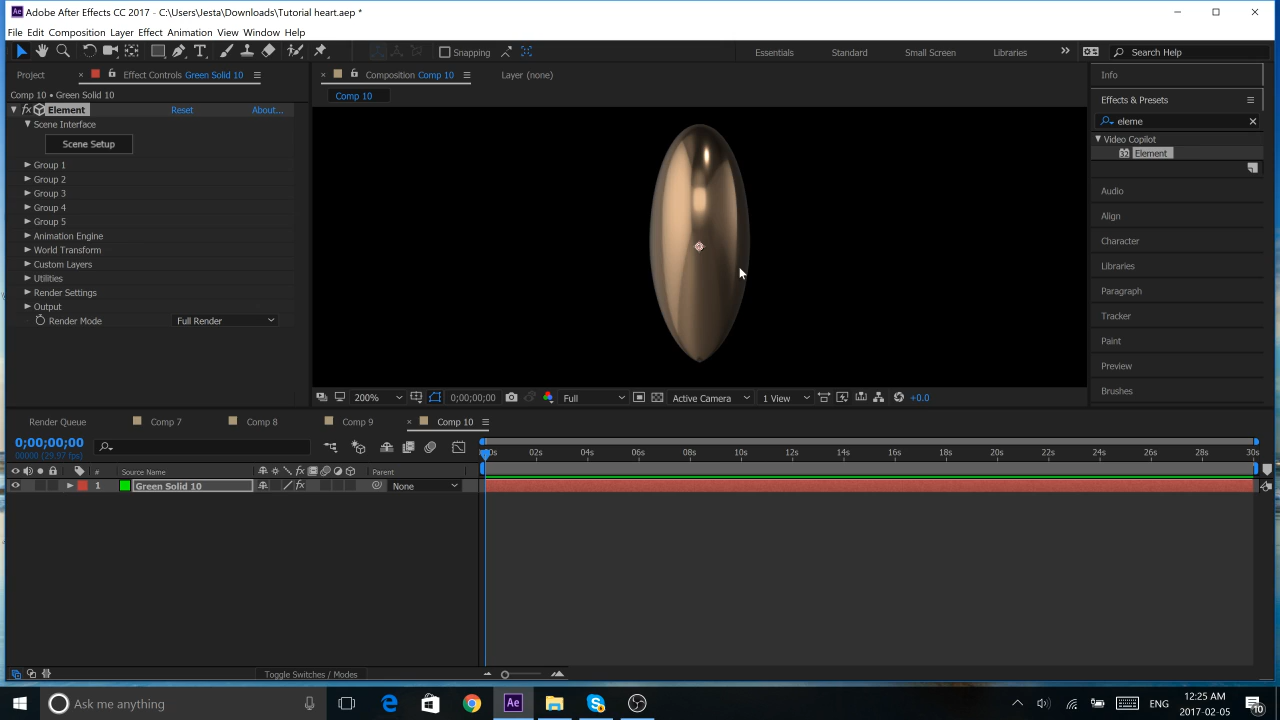 Adobe After Effects CC 2017 - C:\Users\Jesta\Downloads\Tutorial heart.aep *
File Edit Composition Layer Effect Animation View Window Help
Snapping
Essentials Standard Small Screen Libraries
Search Help
Project
Effect Controls Green Solid 10
Comp 10 • Green Solid 10
fx Element Reset About...
Scene Interface
Scene Setup
Group 1
Group 2
Group 3
Group 4
Group 5
Animation Engine
World Transform
Custom Layers
Utilities
Render Settings
Output
Render Mode Full Render
Composition Comp 10
Layer (none)
Comp 10
200% 0;00;00;00 Full Active Camera 1 View +0.0
Info
Effects & Presets
eleme
Video Copilot
32 Element
Audio
Align
Character
Libraries
Paragraph
Tracker
Paint
Preview
Brushes
Render Queue Comp 7 Comp 8 Comp 9 Comp 10
0;00;00;00
00000 (29.97 fps)
# Source Name fx Parent
1 Green Solid 10 fx None
02s 04s 06s 08s 10s 12s 14s 16s 18s 20s 22s 24s 26s 28s 30s
Toggle Switches / Modes
Ask me anything
Ae
ENG
12:25 AM
2017-02-05
10